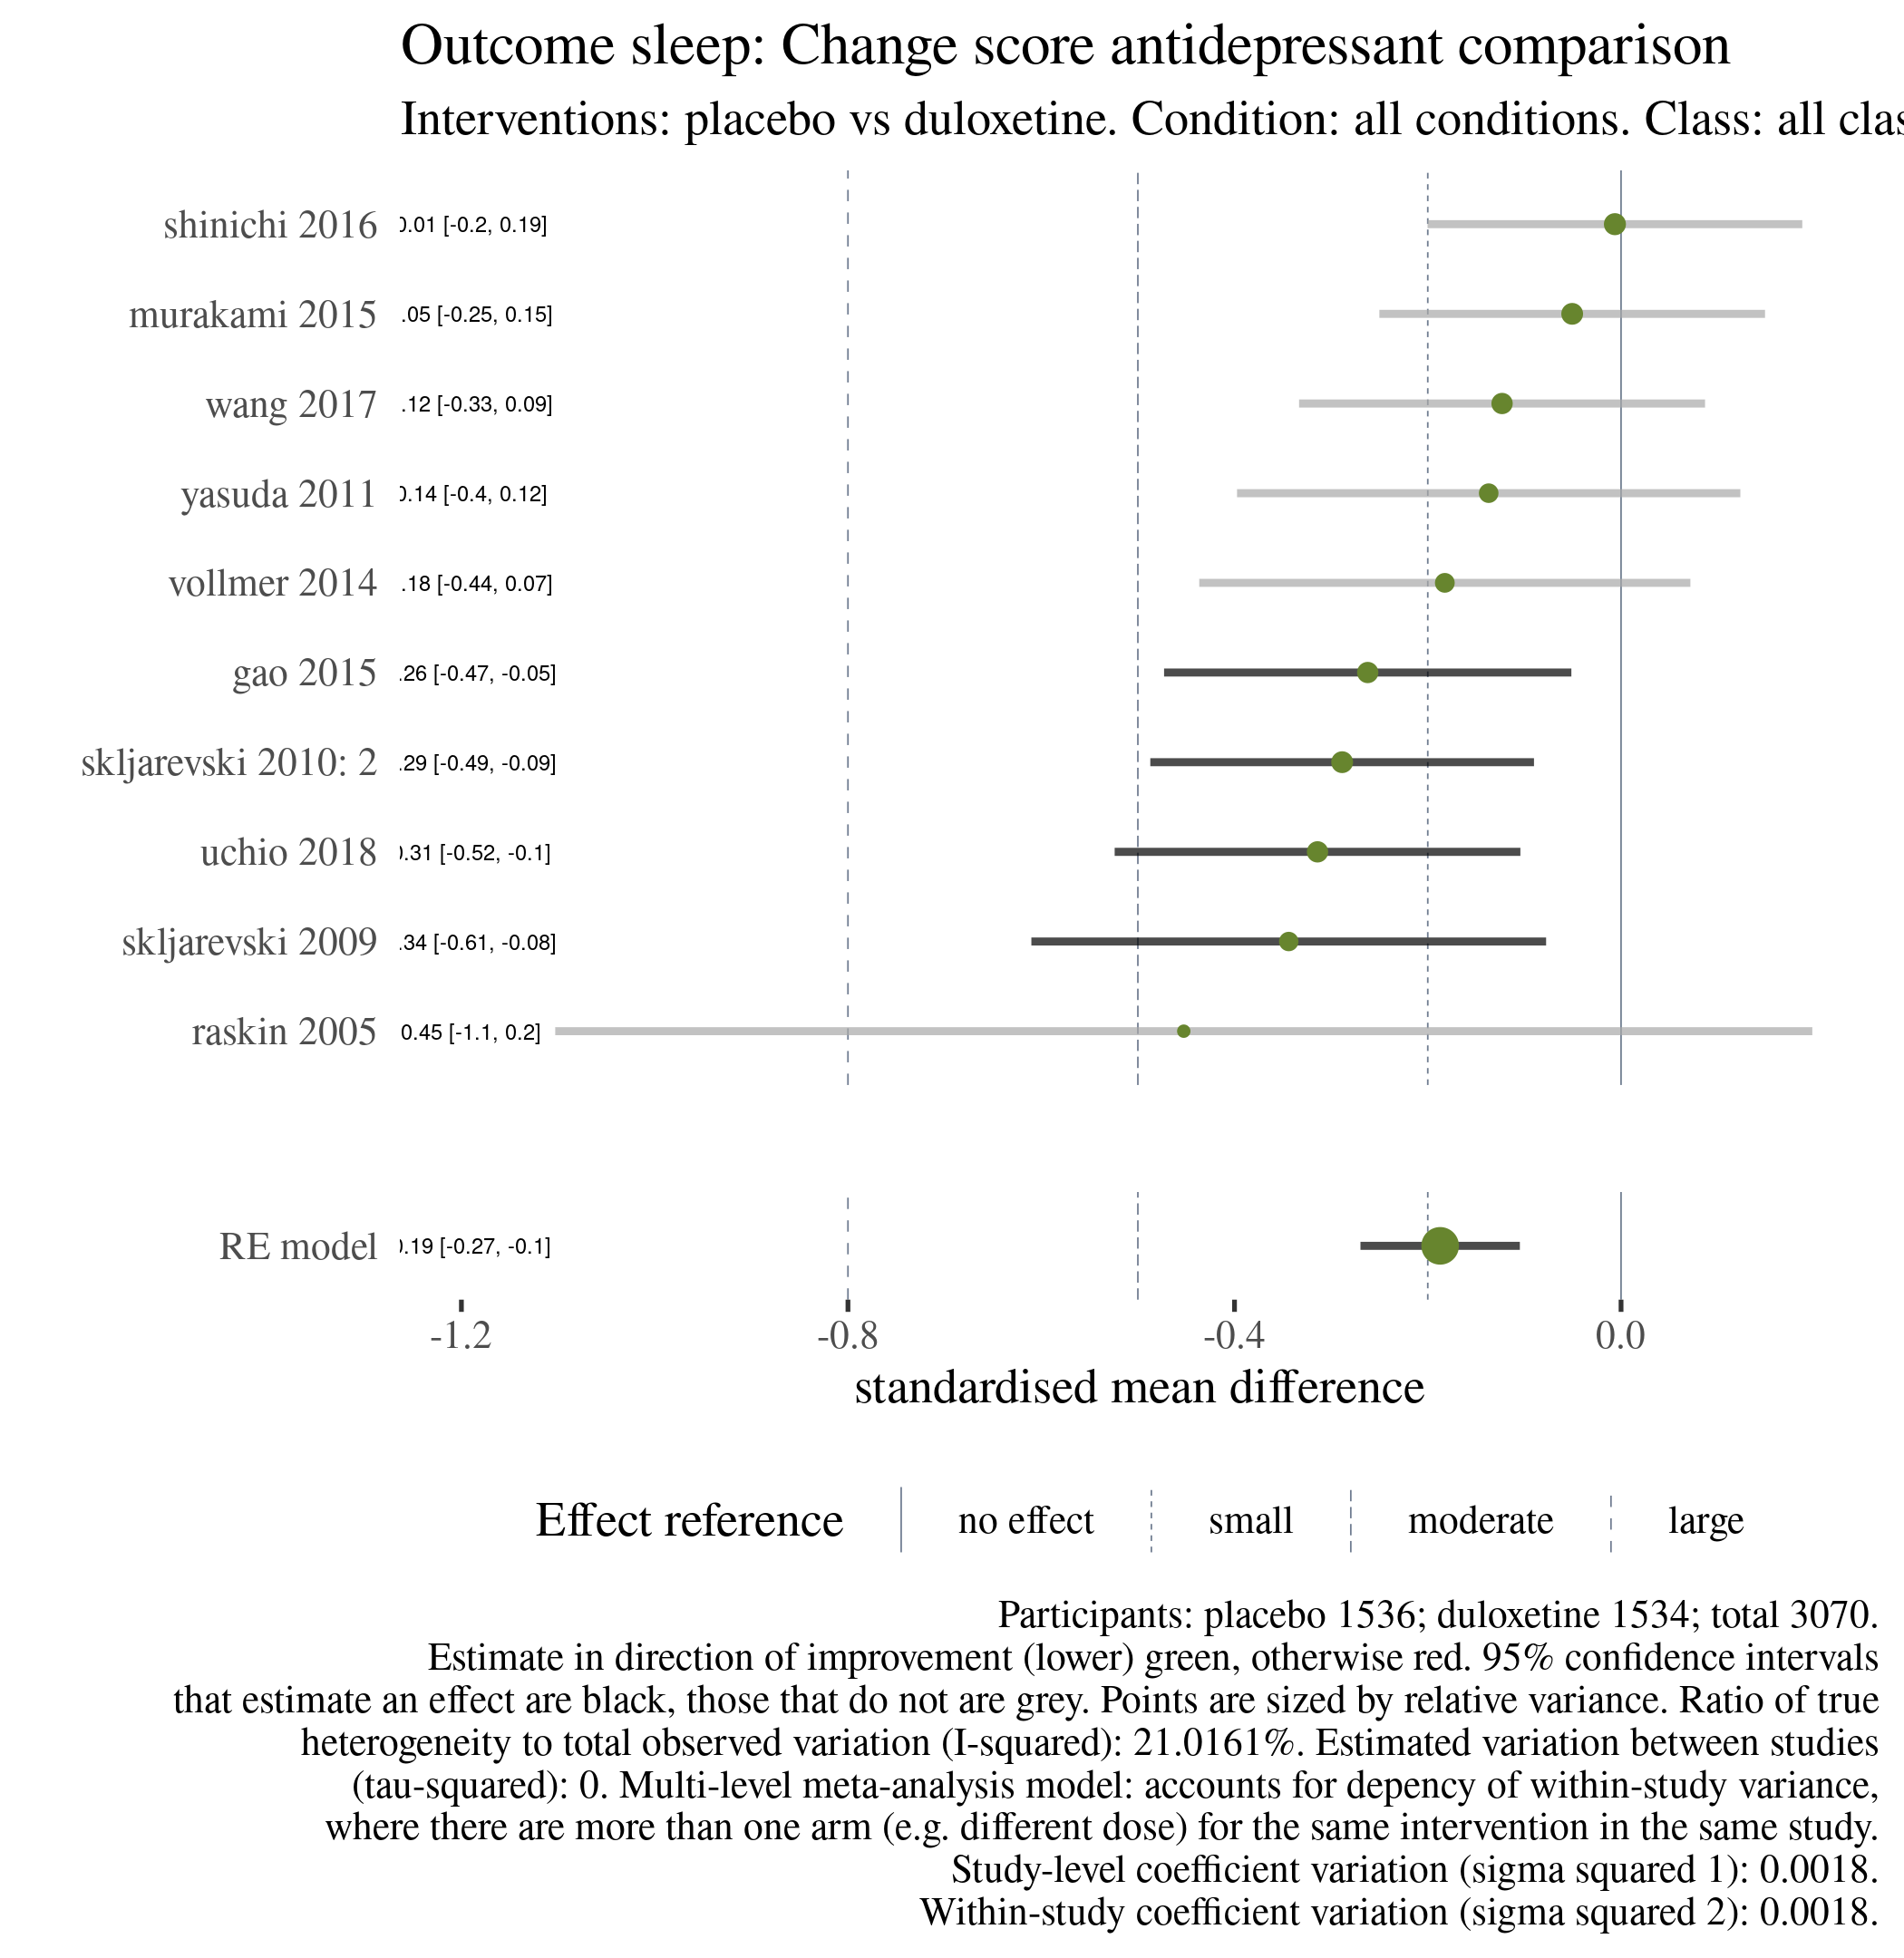 Outcome sleep: Change score antidepressant comparison
Interventions: placebo vs duloxetine. Condition: all conditions. Class: all
shinichi 2016 0.01 [-0.2, 0.19]
murakami 2015 .05 [-0.25, 0.15]
wang 2017 .12 [-0.33, 0.09]
yasuda 2011 0.14 [-0.4, 0.12]
vollmer 2014 .18 [-0.44, 0.07]
gao 2015 .26 [-0.47, -0.05]
skljarevski 2010: 2 .29 [-0.49, -0.09]
uchio 2018 0.31 [-0.52, -0.1]
skljarevski 2009 .34 [-0.61, -0.08]
raskin 2005 0.45 [-1.1, 0.2]
RE model 0.19 [-0.27, -0.1]
-1.2 -0.8 -0.4 0.0
standardised mean difference
Effect reference no effect small moderate large
Participants: placebo 1536; duloxetine 1534; total 3070.
Estimate in direction of improvement (lower) green, otherwise red. 95% confidence intervals
that estimate an effect are black, those that do not are grey. Points are sized by relative variance. Ratio of true
heterogeneity to total observed variation (I-squared): 21.0161%. Estimated variation between studies
(tau-squared): 0. Multi-level meta-analysis model: accounts for depency of within-study variance,
where there are more than one arm (e.g. different dose) for the same intervention in the same study.
Study-level coefficient variation (sigma squared 1): 0.0018.
Within-study coefficient variation (sigma squared 2): 0.0018.